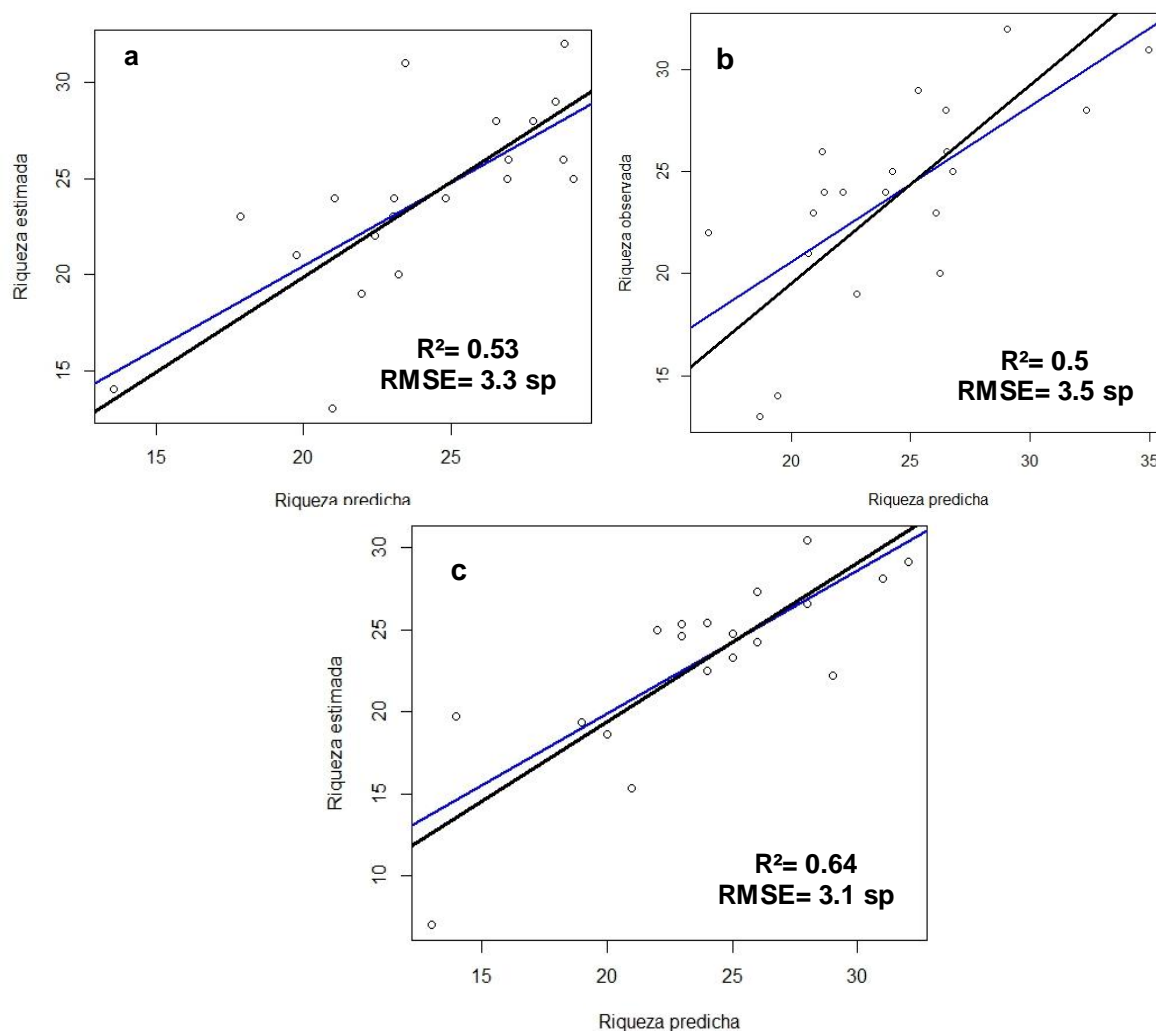 a
30
25
20
15
Riqueza estimada
R²= 0.53
RMSE= 3.3 sp
15
20
25
Riqueza predicha
b
30
25
20
15
Riqueza observada
R²= 0.5
RMSE= 3.5 sp
20
25
30
35
Riqueza predicha
c
30
25
20
15
10
Riqueza estimada
R²= 0.64
RMSE= 3.1 sp
15
20
25
30
Riqueza predicha